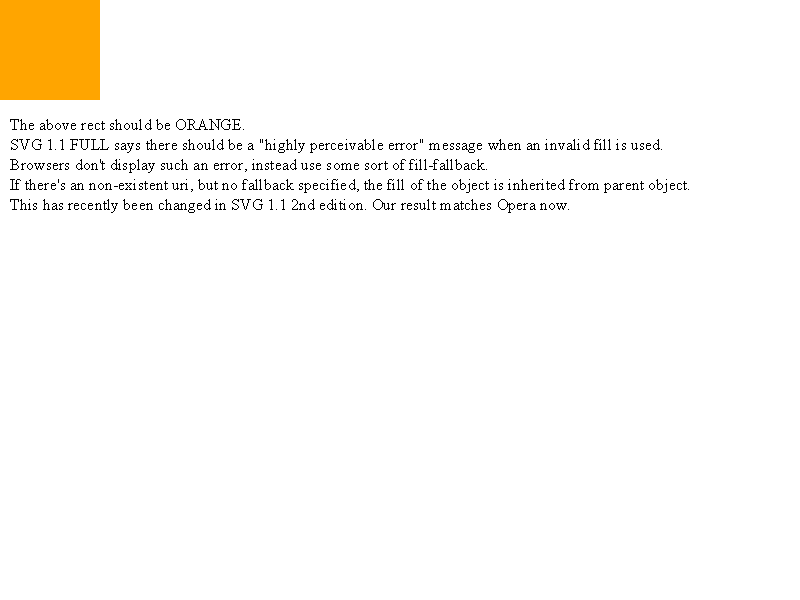 The above rect should be ORANGE.
SVG 1.1 FULL says there should be a "highly perceivable error" message when an invalid fill is used.
Browsers don't display such an error, instead use some sort of fill-fallback.
If there's an non-existent uri, but no fallback specified, the fill of the object is inherited from parent object.
This has recently been changed in SVG 1.1 2nd edition. Our result matches Opera now.